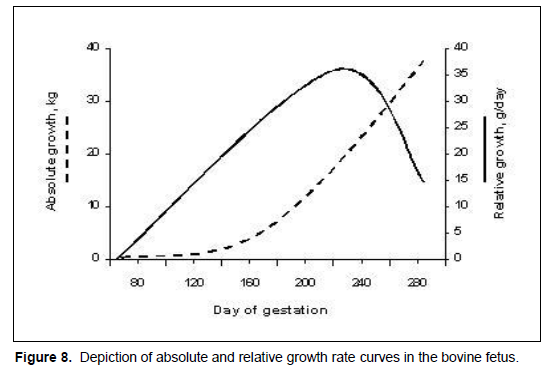 Absolute growth, kg
40
30
20
10
0
40
35
30
25
20
15
10
5
0
Relative growth, g/day
80 120 160 200 240 280
Day of gestation
Figure 8. Depiction of absolute and relative growth rate curves in the bovine fetus.